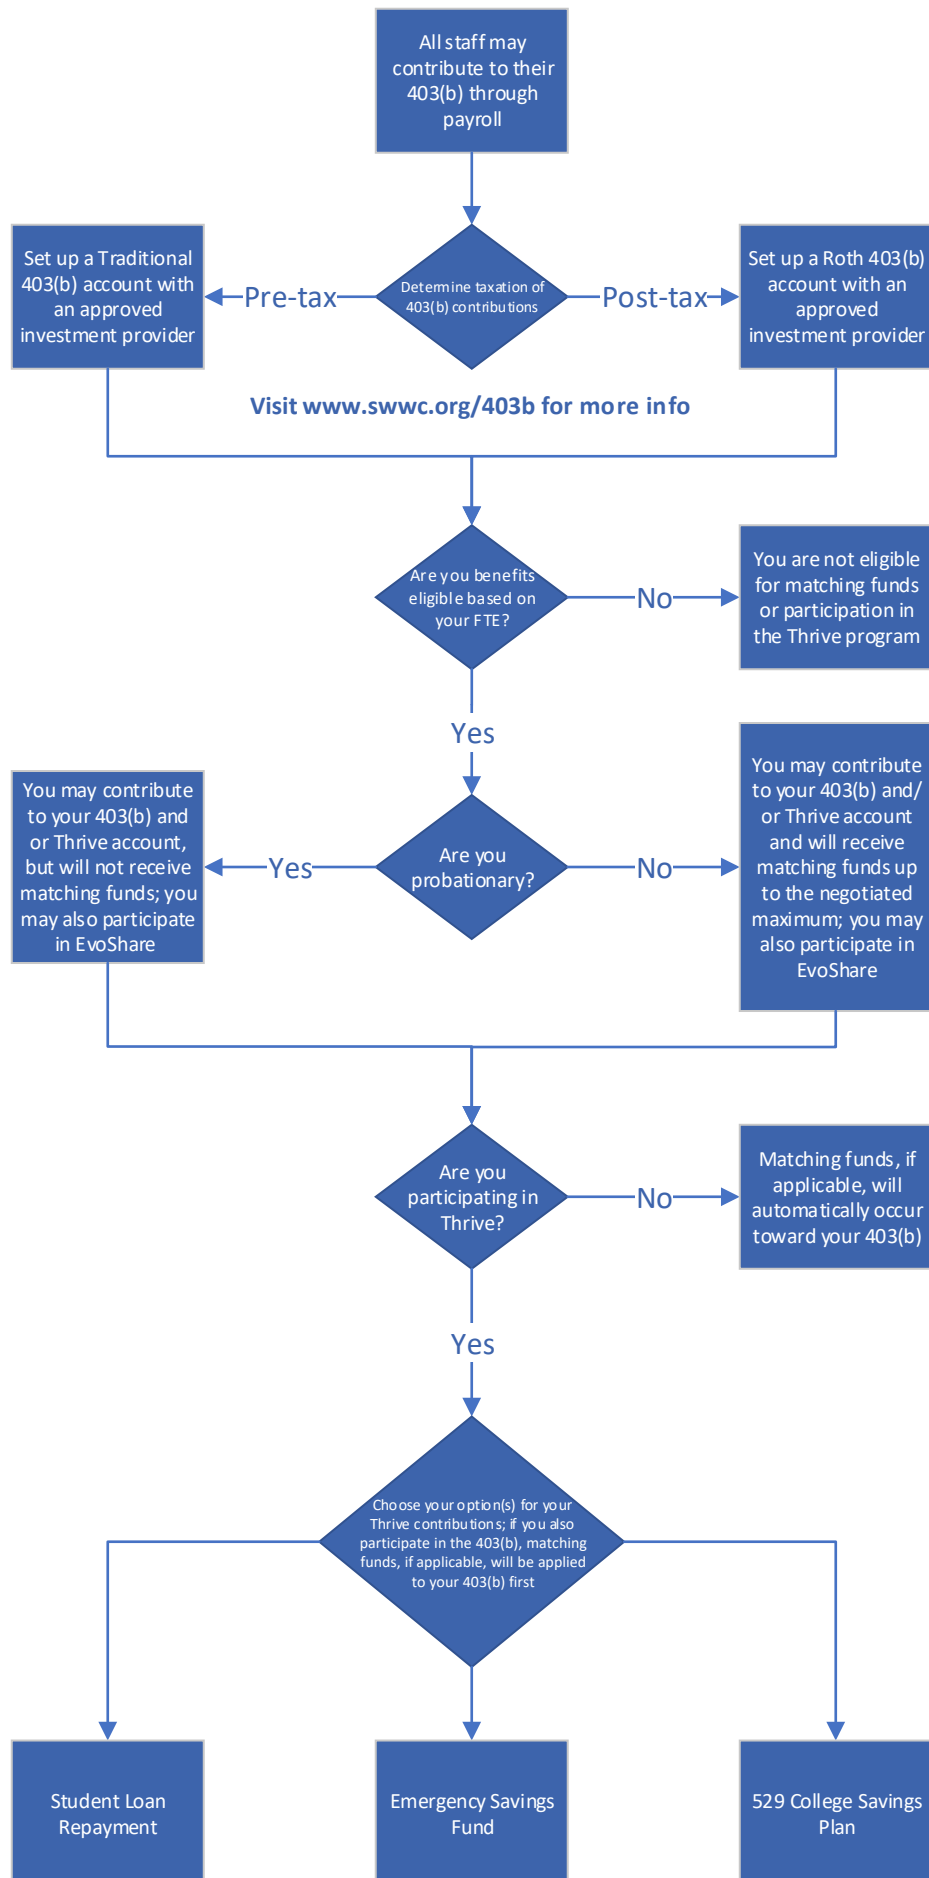 All staff may
contribute to their
403(b) through
payroll
Set up a Traditional
403(b) account with
an approved
investment provider
Pre-tax
Determine taxation of
403(b) contributions
Post-tax
Set up a Roth 403(b)
account with an
approved
investment provider
Visit www.swwc.org/403b for more info
Are you benefits
eligible based on
your FTE?
No
You are not eligible
for matching funds
or participation in
the Thrive program
Yes
You may contribute
to your 403(b) and
or Thrive account,
but will not receive
matching funds; you
may also participate
in EvoShare
Yes
Are you
probationary?
No
You may contribute
to your 403(b) and/
or Thrive account
and will receive
matching funds up
to the negotiated
maximum; you may
also participate in
EvoShare
Are you
participating in
Thrive?
No
Matching funds, if
applicable, will
automatically occur
toward your 403(b)
Yes
Choose your option(s) for your
Thrive contributions; if you also
participate in the 403(b), matching
funds, if applicable, will be applied
to your 403(b) first
Student Loan
Repayment
Emergency Savings
Fund
529 College Savings
Plan